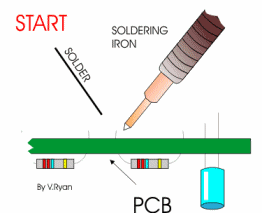 START
SOLDERING
IRON
SOLDER
By V.Ryan
PCB